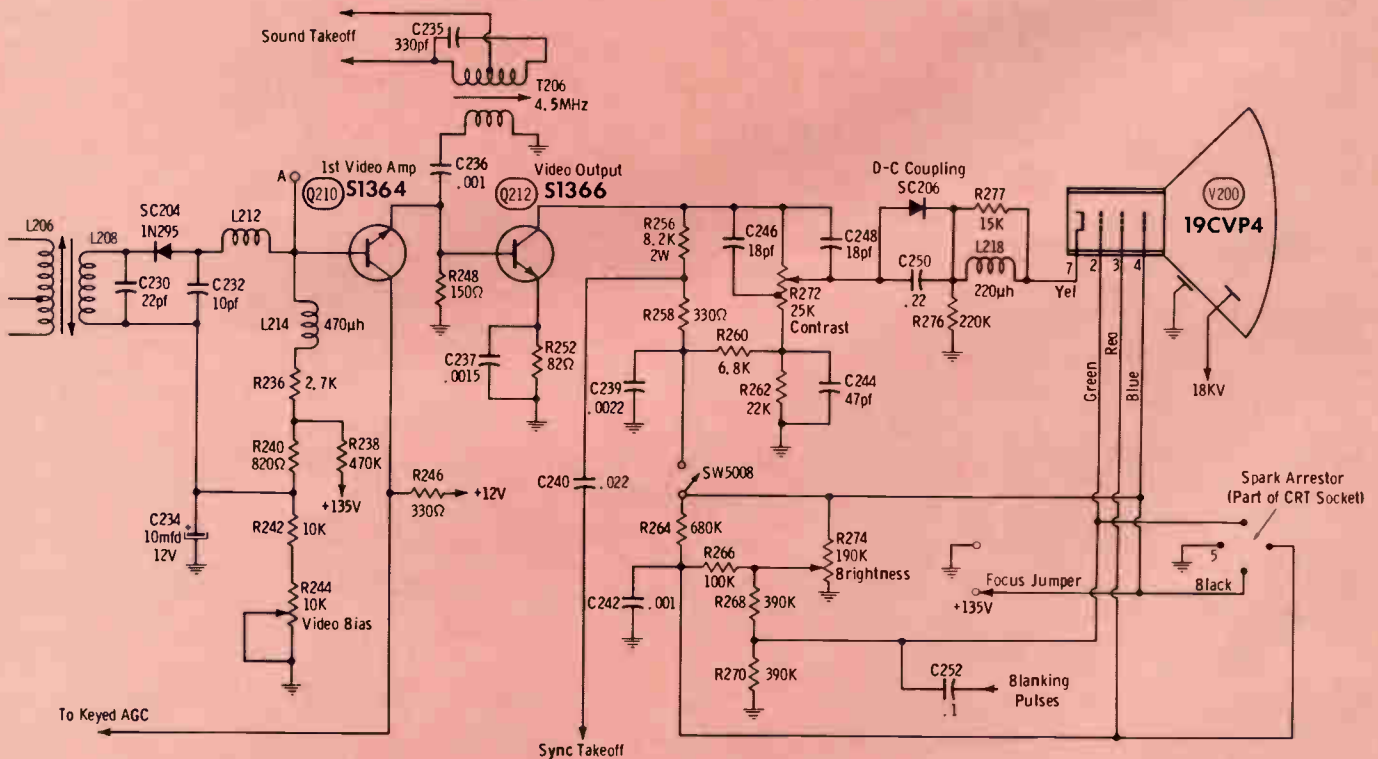 Sound Takeoff
C235
330pf
T206
4.5MHz
1st Video Amp
Q210 S1364
C236
.001
Video Output
Q212 S1366
A
L206
L208
SC204
1N295
L212
C230
22pf
C232
10pf
L214
470µh
R236
2.7K
R240
820Ω
R238
470K
+135V
C234
10mfd
12V
+
R242
10K
R244
10K
Video Bias
To Keyed AGC
R246
330Ω
+12V
R248
150Ω
C237
.0015
R252
82Ω
R256
8.2K
2W
C246
18pf
R258
330Ω
R272
25K
Contrast
C248
18pf
D-C Coupling
SC206
C250
.22
R277
15K
L218
220µh
R276
220K
7
2
3
4
Yel
V200
19CVP4
Green
Red
Blue
18KV
C239
.0022
R260
6.8K
R262
22K
C244
47pf
C240
.022
SW5008
R264
680K
R266
100K
R274
190K
Brightness
C242
.001
R268
390K
R270
390K
C252
.1
Blanking
Pulses
Focus Jumper
+135V
Spark Arrestor
(Part of CRT Socket)
5
Black
Sync Takeoff